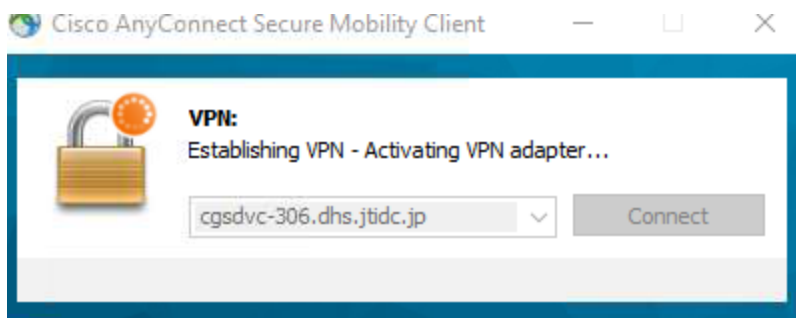 Cisco AnyConnect Secure Mobility Client
VPN:
Establishing VPN - Activating VPN adapter...
cgsdvc-306.dhs.jtidc.jp
Connect